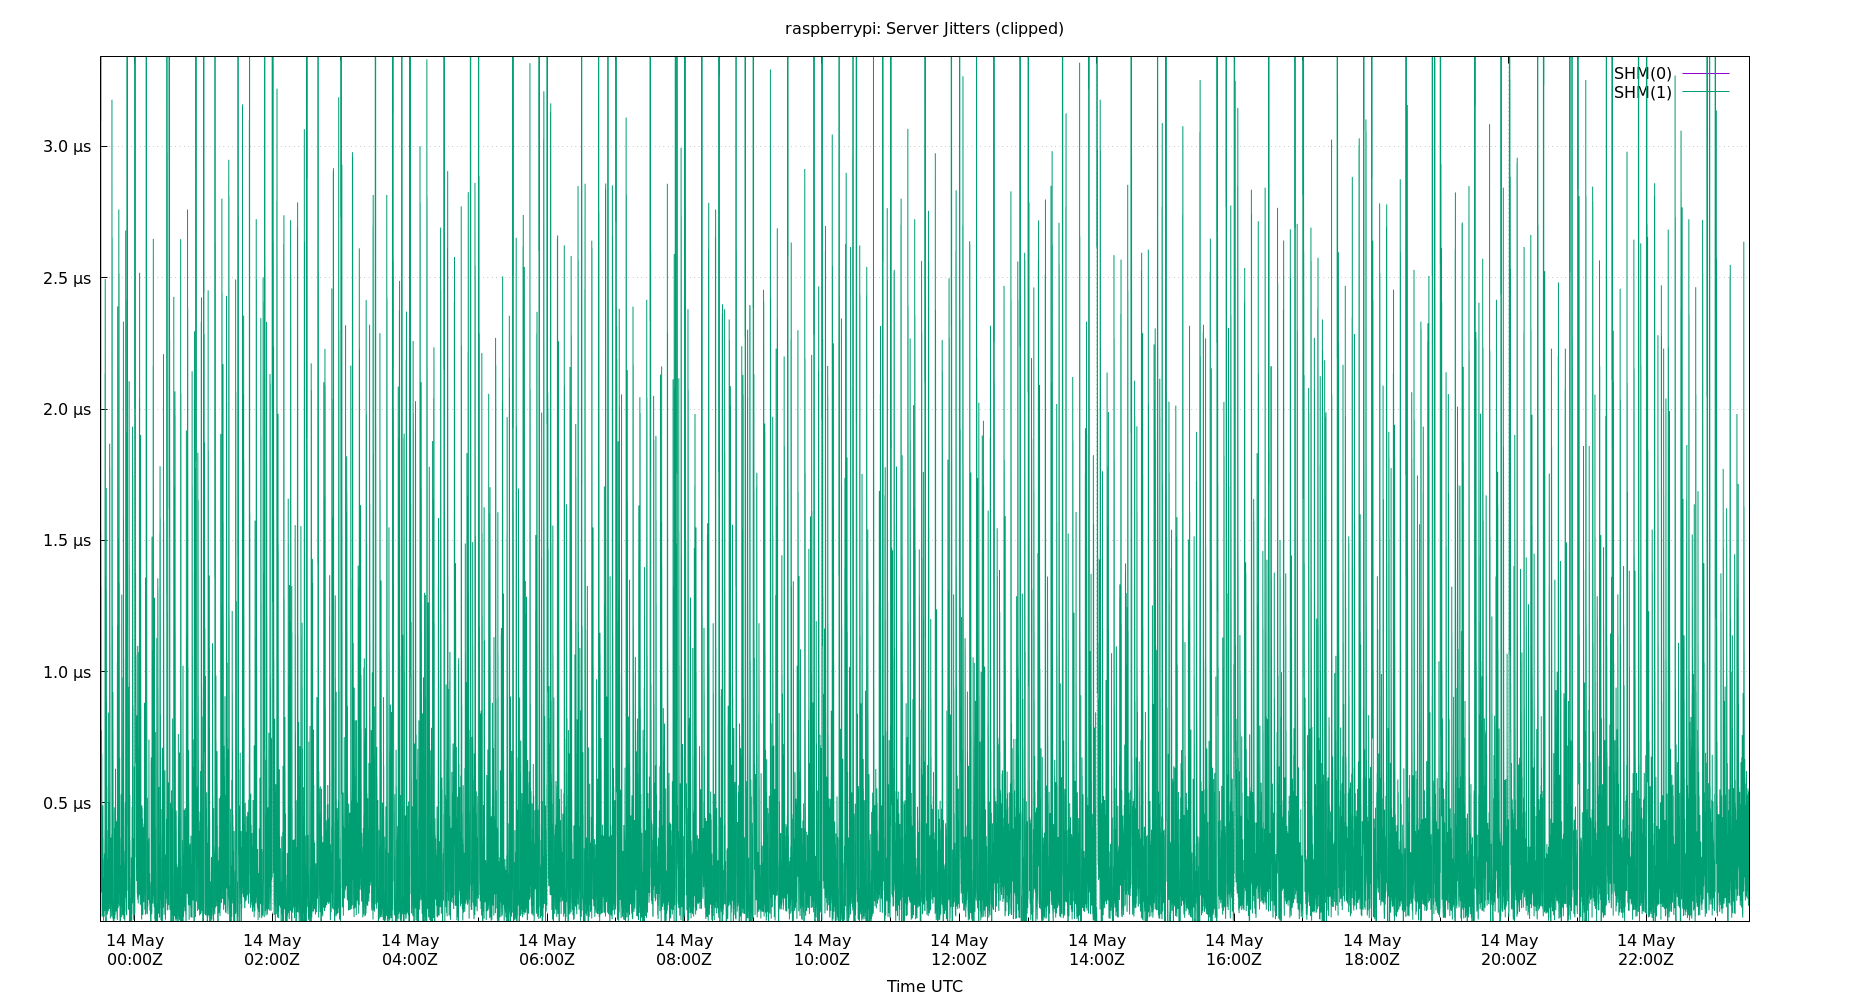 raspberrypi: Server Jitters (clipped)
SHM(0)
SHM(1)
3.0 µs
2.5 µs
2.0 µs
1.5 µs
1.0 µs
0.5 µs
14 May 14 May 14 May 14 May 14 May 14 May 14 May 14 May 14 May 14 May 14 May 14 May
00:00Z 02:00Z 04:00Z 06:00Z 08:00Z 10:00Z 12:00Z 14:00Z 16:00Z 18:00Z 20:00Z 22:00Z
Time UTC